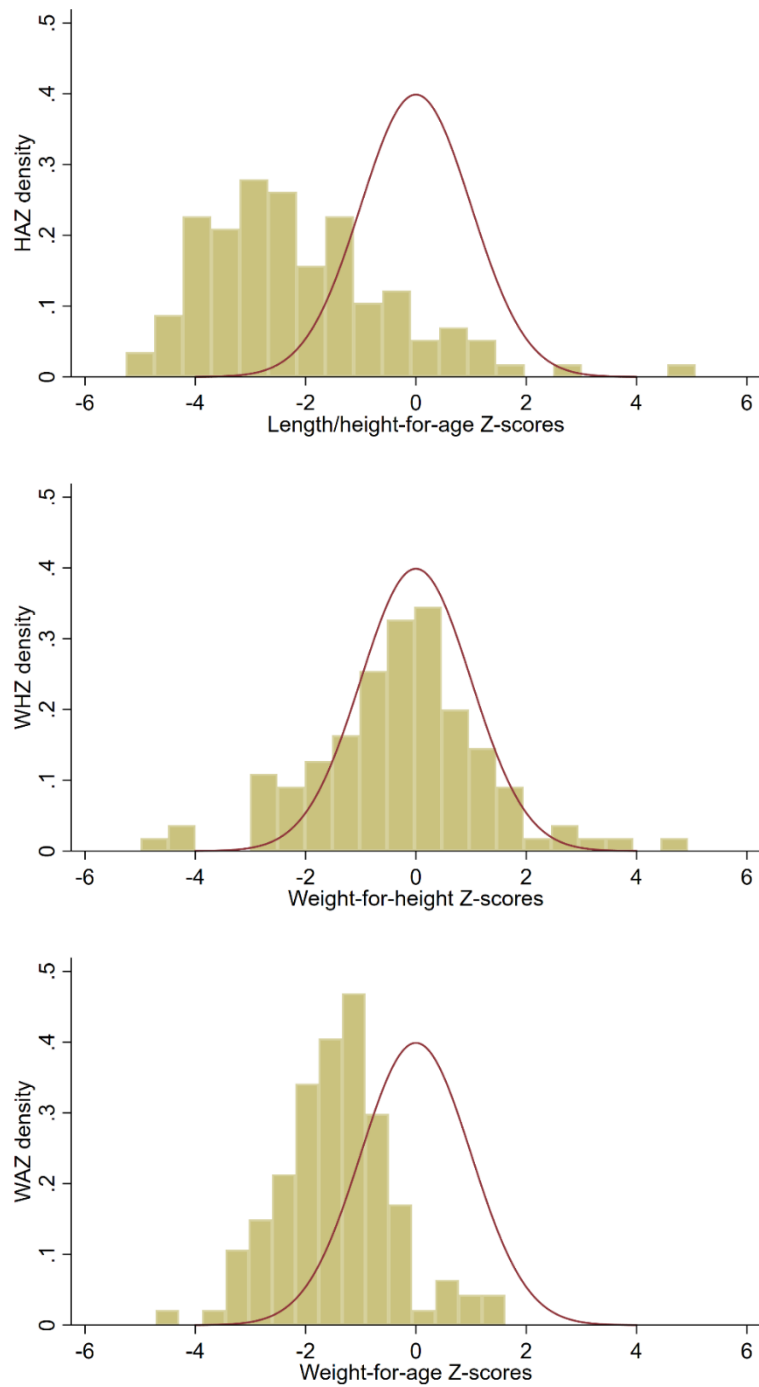 .5
.4
HAZ density
.3
.2
.1
0
-6 -4 -2 0 2 4 6
Length/height-for-age Z-scores
.5
.4
WHZ density
.3
.2
.1
0
-6 -4 -2 0 2 4 6
Weight-for-height Z-scores
.5
.4
WAZ density
.3
.2
.1
0
-6 -4 -2 0 2 4 6
Weight-for-age Z-scores